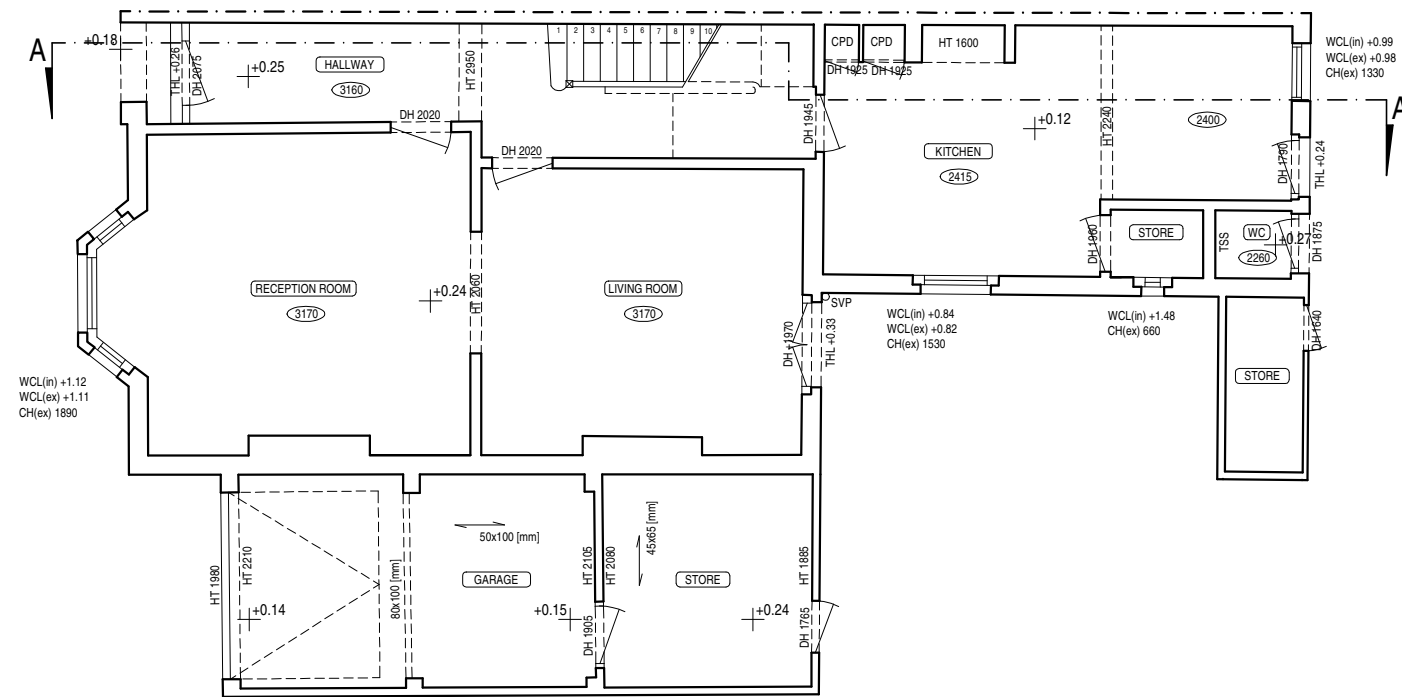 A
+0.18
THL +0.26
DH 2075
+0.25
HALLWAY
3160
HT 2950
1 2 3 4 5 6 7 8 9 10
CPD
CPD
HT 1600
DH 1925
DH 1925
WCL(in) +0.99
WCL(ex) +0.98
CH(ex) 1330
A
DH 2020
DH 2020
DH 1945
KITCHEN
2415
+0.12
HT 2240
2400
DH 1790
THL +0.24
DH 1960
STORE
TSS
WC
+0.27
2260
DH 1875
RECEPTION ROOM
3170
+0.24
HT 2060
LIVING ROOM
3170
SVP
DH +1970
THL +0.33
WCL(in) +0.84
WCL(ex) +0.82
CH(ex) 1530
WCL(in) +1.48
CH(ex) 660
DH 1640
STORE
WCL(in) +1.12
WCL(ex) +1.11
CH(ex) 1890
HT 1980
HT 2210
+0.14
80x100 [mm]
50x100 [mm]
GARAGE
+0.15
HT 2105
DH 1905
HT 2080
45x65 [mm]
STORE
+0.24
HT 1885
DH 1765